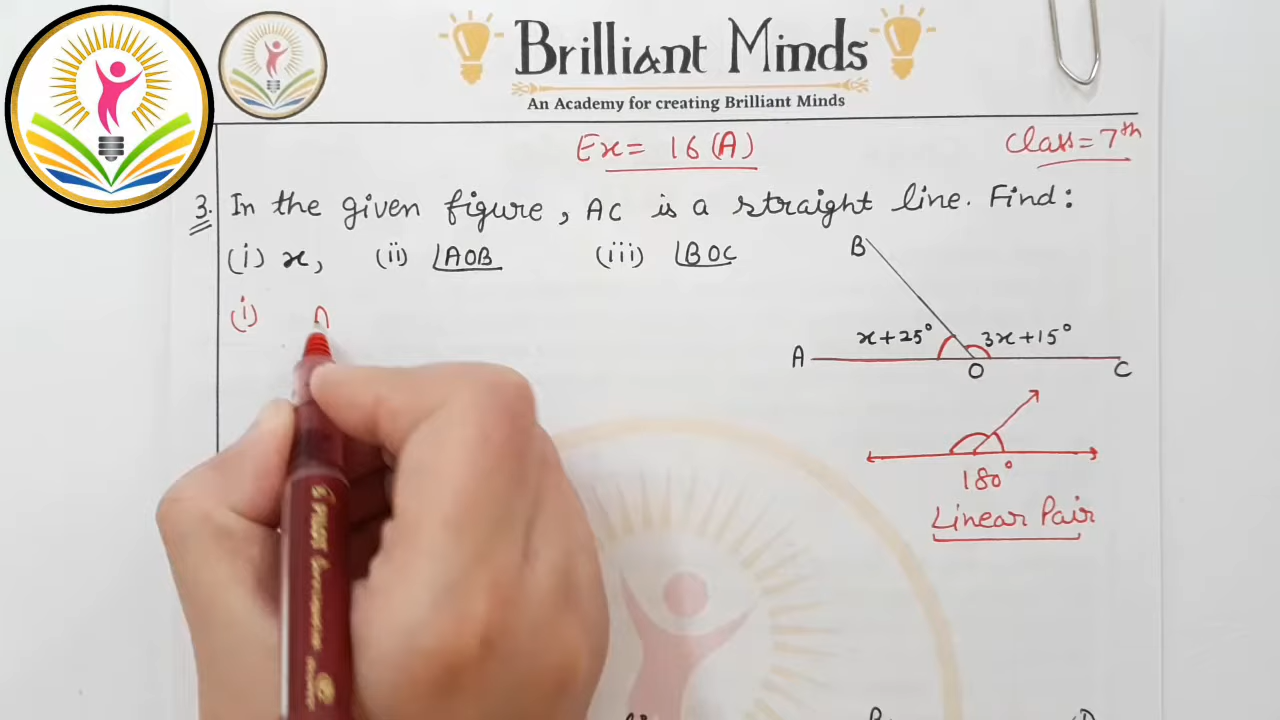 Brilliant Minds
An Academy for creating Brilliant Minds
Ex = 16 (A)
Class = 7th
3. In the given figure, AC is a straight line. Find:
(i) x, (ii) ∠AOB (iii) ∠BOC
B
(i)
x+25° 3x+15°
A O C
180°
Linear Pair
PILOT